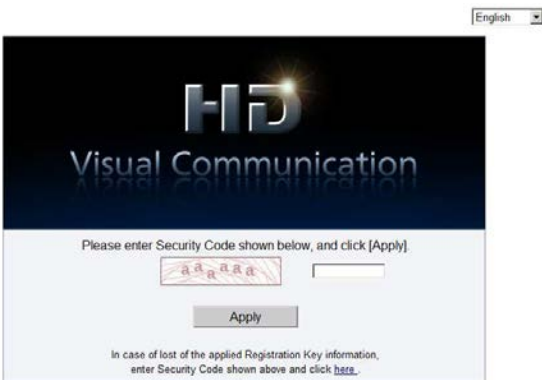 English
HD
Visual Communication
Please enter Security Code shown below, and click [Apply].
aaaaaa
Apply
In case of lost of the applied Registration Key information,
enter Security Code shown above and click here .